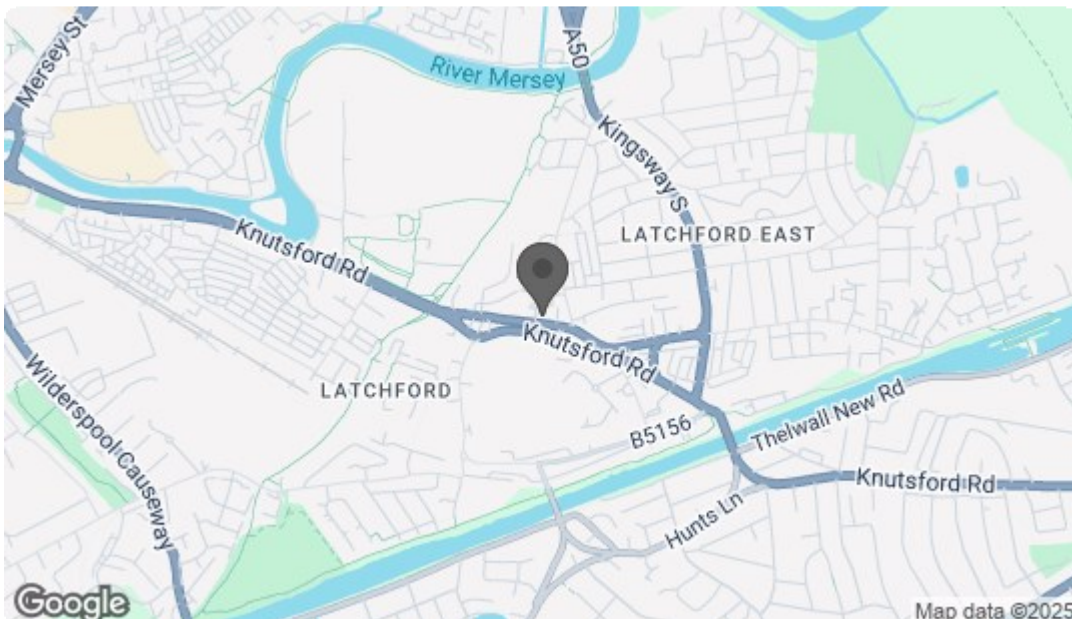 Mersey St
River Mersey
A50
Kingsway S
LATCHFORD EAST
Knutsford Rd
Knutsford Rd
LATCHFORD
Wilderspool Causeway
B5156
Thelwall New Rd
Knutsford Rd
Hunts Ln
Google
Map data ©2025